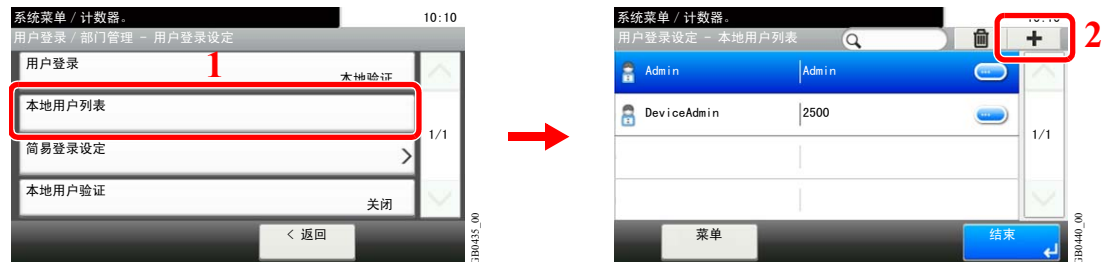 系统菜单 / 计数器。
10:10
用户登录 / 部门管理 - 用户登录设定
用户登录
1
本地验证
本地用户列表
1/1
简易登录设定
本地用户验证
关闭
< 返回
GB0435_00
系统菜单 / 计数器。
10:10
用户登录设定 - 本地用户列表
+
2
Admin
Admin
DeviceAdmin
2500
1/1
菜单
结束
GB0440_00